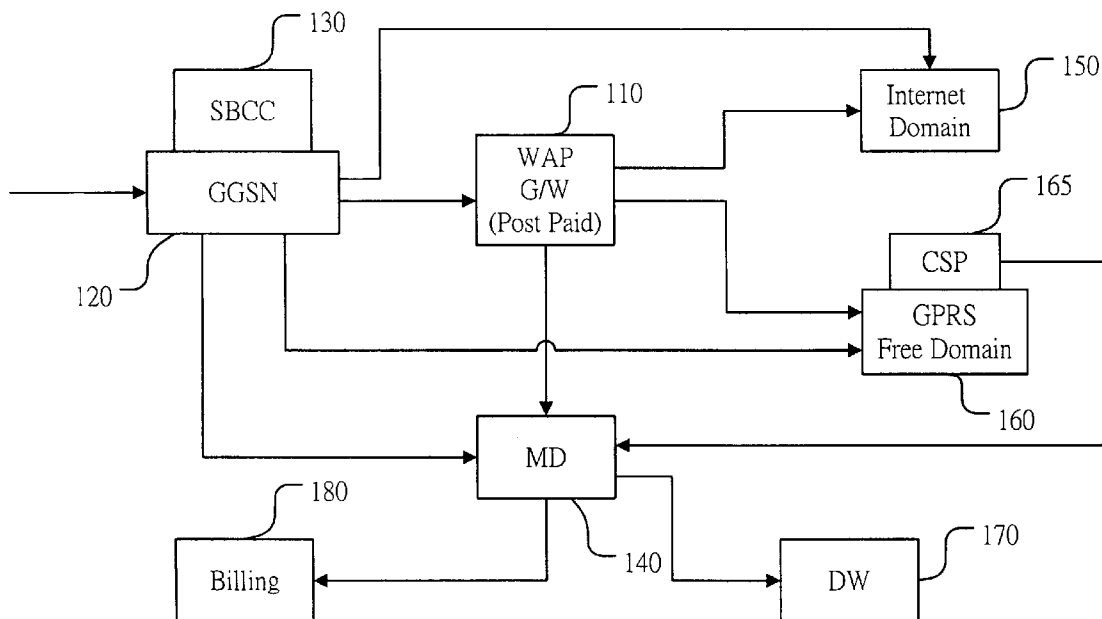 130
SBCC
GGSN
120
110
WAP
G/W
(Post Paid)
Internet
Domain
150
165
CSP
GPRS
Free Domain
160
MD
140
180
Billing
170
DW